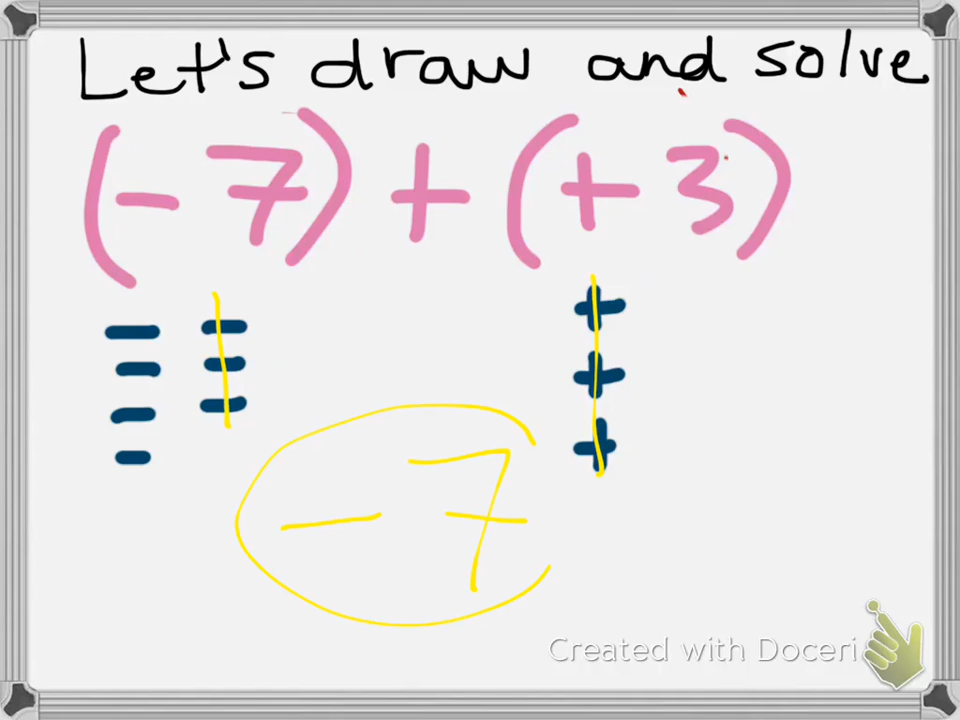 Let's draw and solve
(- 7) + (+ 3)
- -
- -
- -
-
+
+
+
- 7
Created with Doceri